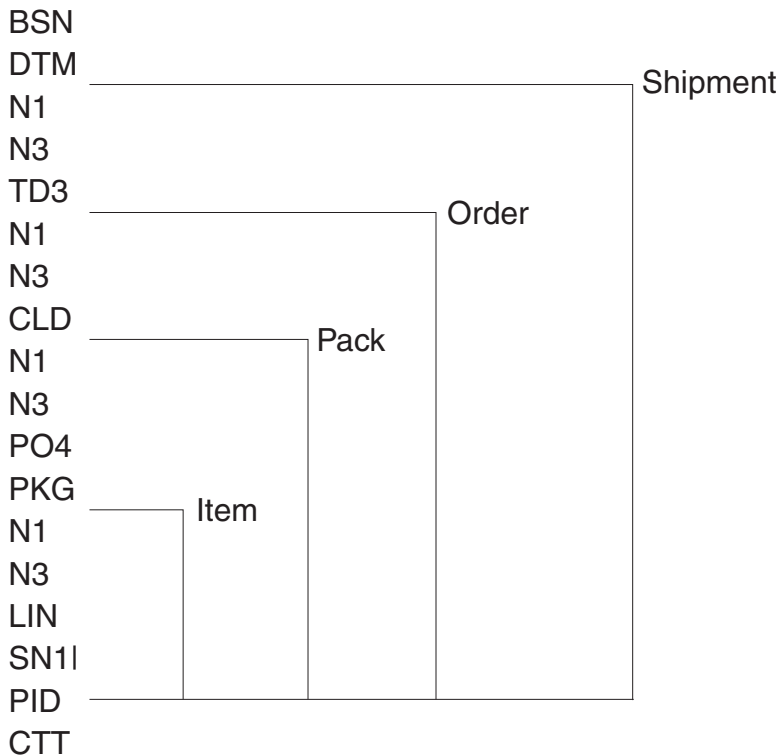 BSN
DTM
Shipment
N1
N3
TD3
Order
N1
N3
CLD
Pack
N1
N3
PO4
PKG
Item
N1
N3
LIN
SN1l
PID
CTT